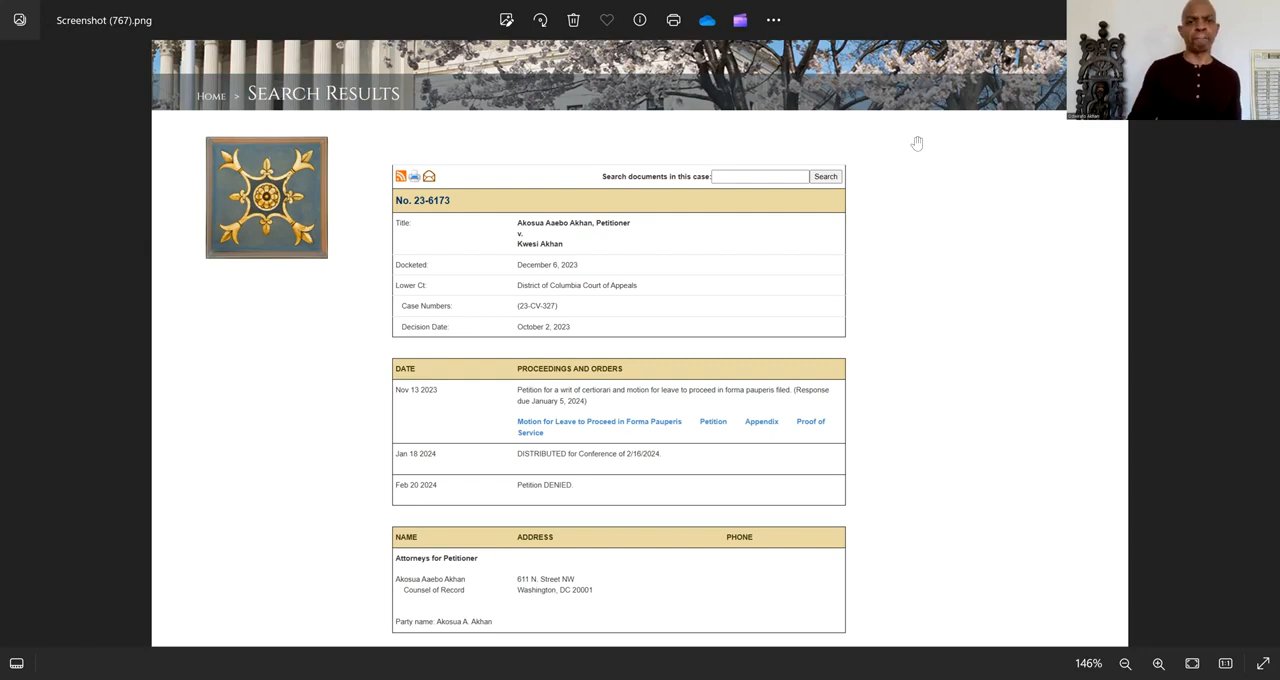 Screenshot (767).png
HOME > SEARCH RESULTS
Search documents in this case: Search
No. 23-6173
Title: Akosua Aaebo Akhan, Petitioner
v.
Kwesi Akhan
Docketed: December 6, 2023
Lower Ct: District of Columbia Court of Appeals
Case Numbers: (23-CV-327)
Decision Date: October 2, 2023
DATE PROCEEDINGS AND ORDERS
Nov 13 2023 Petition for a writ of certiorari and motion for leave to proceed in forma pauperis filed. (Response
due January 5, 2024)
Motion for Leave to Proceed in Forma Pauperis Petition Appendix Proof of
Service
Jan 18 2024 DISTRIBUTED for Conference of 2/16/2024.
Feb 20 2024 Petition DENIED.
NAME ADDRESS PHONE
Attorneys for Petitioner
Akosua Aaebo Akhan 611 N. Street NW
Counsel of Record Washington, DC 20001
Party name: Akosua A. Akhan
146% 1:1